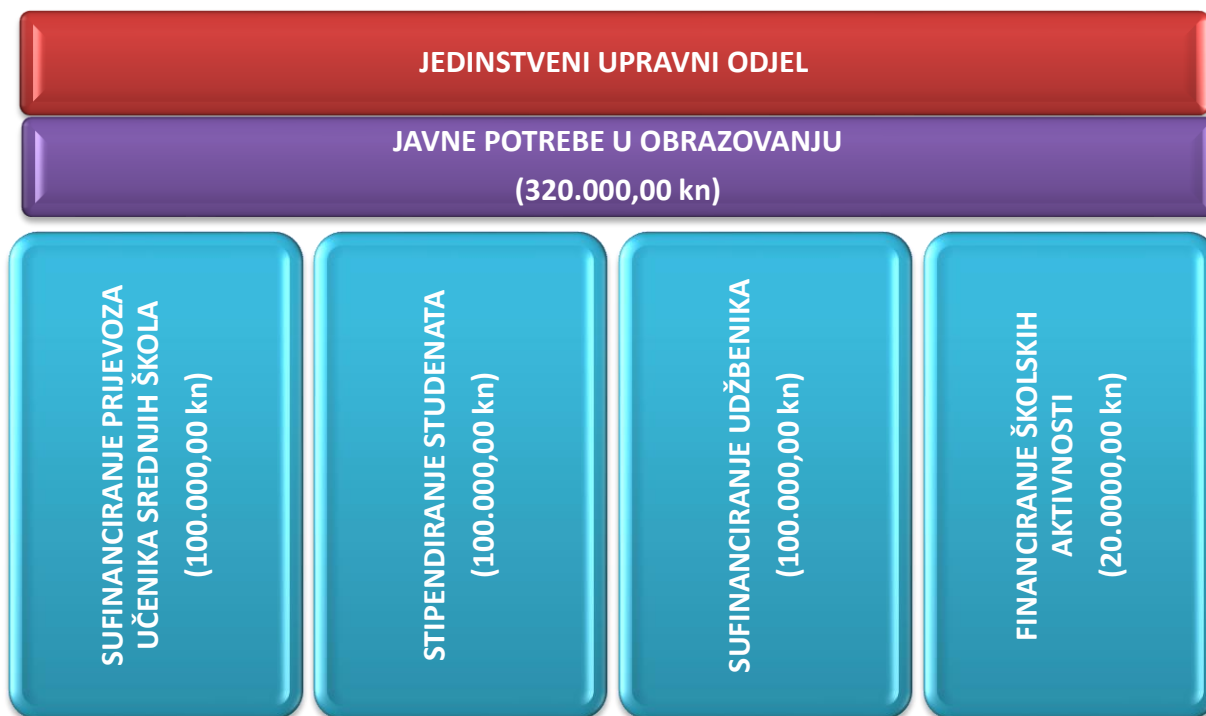 JEDINSTVENI UPRAVNI ODJEL
JAVNE POTREBE U OBRAZOVANJU
(320.000,00 kn)
SUFINANCIRANJE PRIJEVOZA
UČENIKA SREDNJIH ŠKOLA
(100.000,00 kn)
STIPENDIRANJE STUDENATA
(100.000,00 kn)
SUFINANCIRANJE UDŽBENIKA
(100.000,00 kn)
FINANCIRANJE ŠKOLSKIH
AKTIVNOSTI
(20.0000,00 kn)